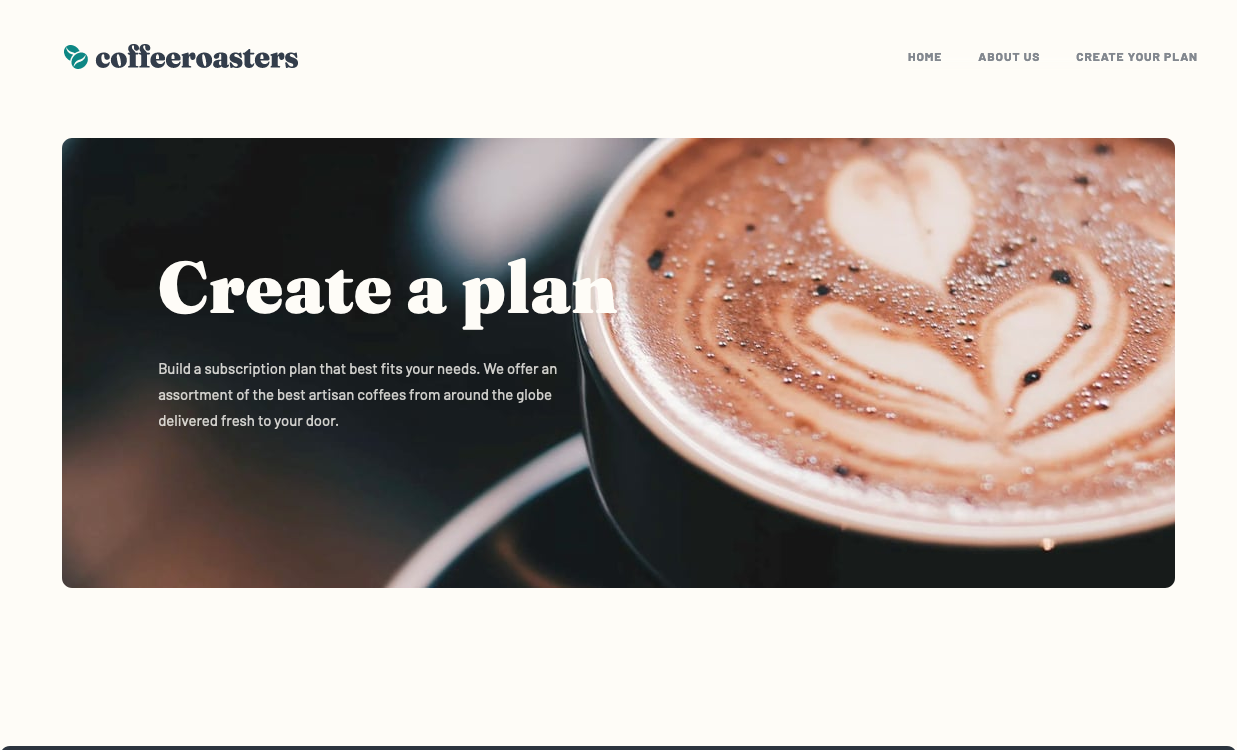 coffeeroasters
HOME ABOUT US CREATE YOUR PLAN
Create a plan
Build a subscription plan that best fits your needs. We offer an
assortment of the best artisan coffees from around the globe
delivered fresh to your door.